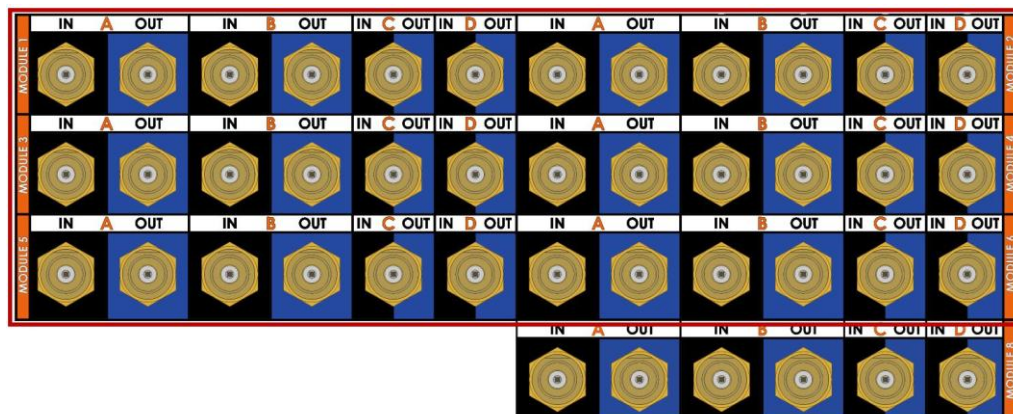 IN A OUT IN B OUT IN C OUT IN D OUT IN A OUT IN B OUT IN C OUT IN D OUT
MODULE 1
MODULE 2
IN A OUT IN B OUT IN C OUT IN D OUT IN A OUT IN B OUT IN C OUT IN D OUT
MODULE 3
MODULE 4
IN A OUT IN B OUT IN C OUT IN D OUT IN A OUT IN B OUT IN C OUT IN D OUT
MODULE 5
MODULE 6
IN A OUT IN B OUT IN C OUT IN D OUT
MODULE 8